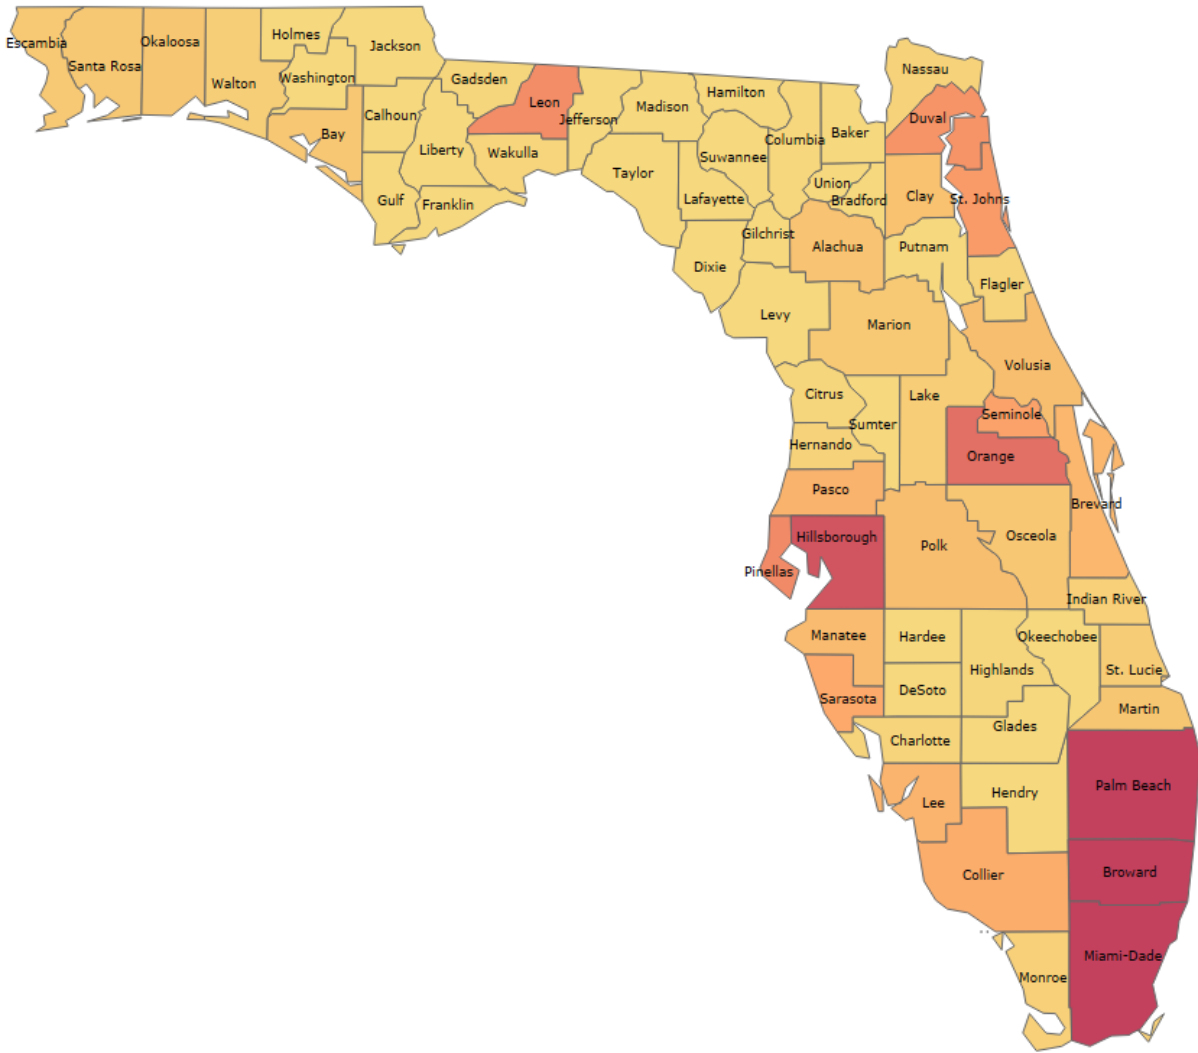 Escambia
Santa Rosa
Okaloosa
Walton
Holmes
Washington
Jackson
Bay
Calhoun
Gulf
Liberty
Gadsden
Franklin
Leon
Wakulla
Jefferson
Madison
Taylor
Hamilton
Suwannee
Lafayette
Dixie
Columbia
Gilchrist
Levy
Baker
Union
Bradford
Alachua
Nassau
Duval
Clay
St. Johns
Putnam
Flagler
Marion
Volusia
Citrus
Sumter
Lake
Seminole
Hernando
Orange
Pasco
Brevard
Hillsborough
Pinellas
Polk
Osceola
Indian River
Manatee
Hardee
Highlands
Okeechobee
St. Lucie
Sarasota
DeSoto
Martin
Charlotte
Glades
Lee
Hendry
Palm Beach
Collier
Broward
Monroe
Miami-Dade